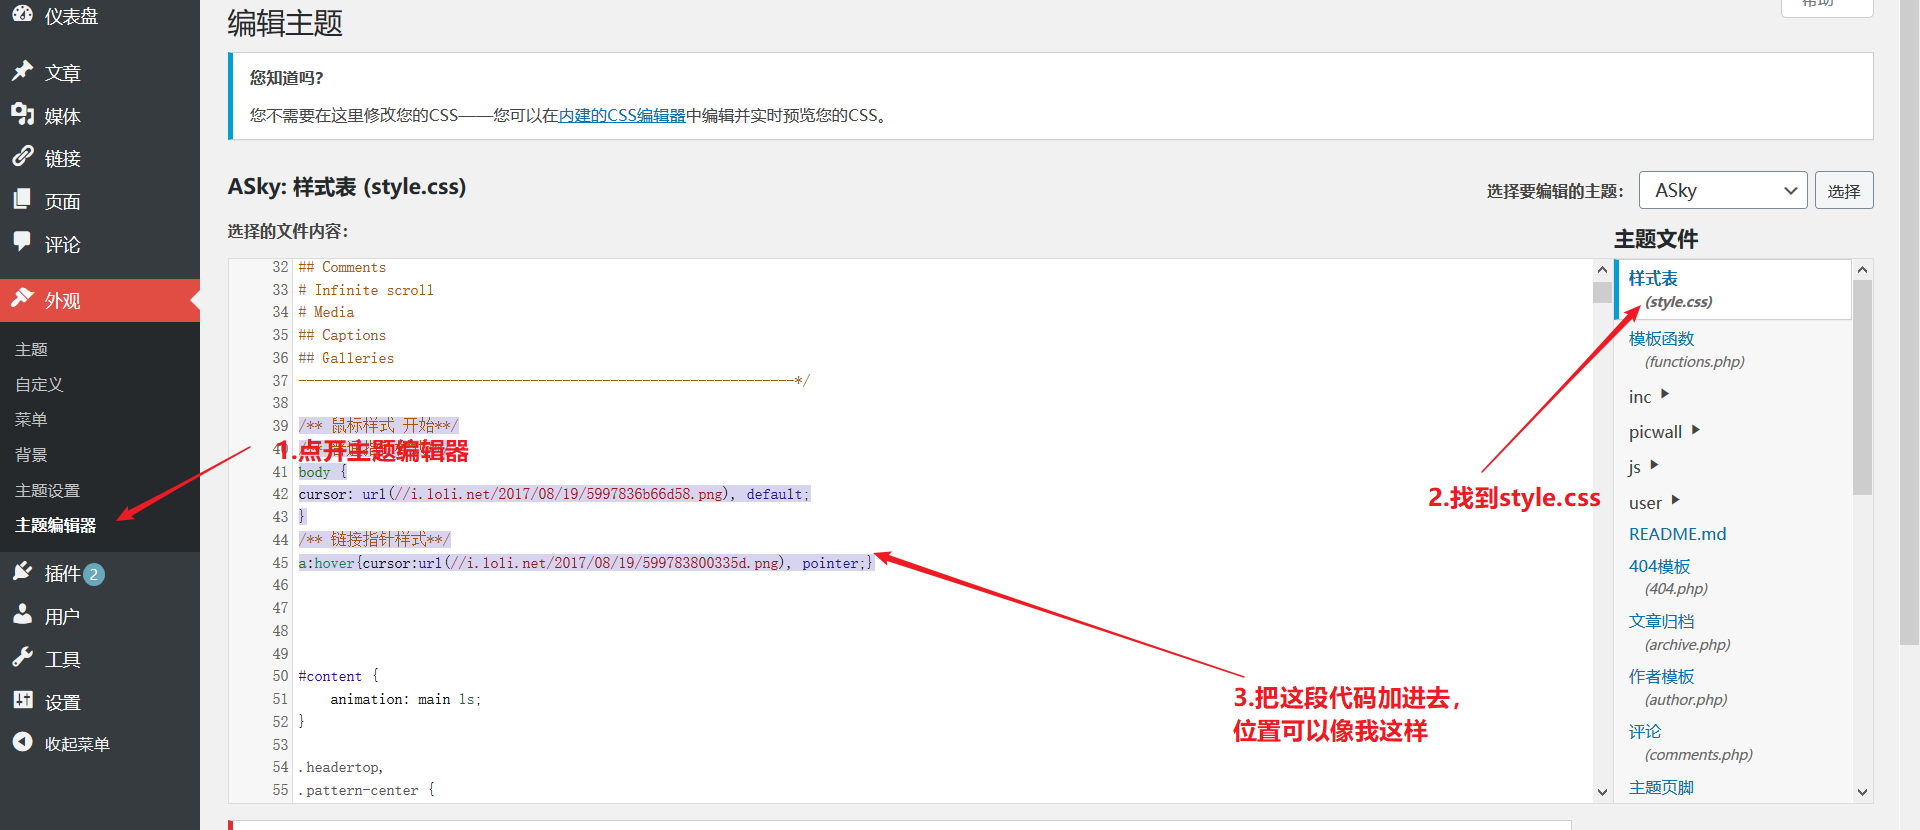 仪表盘
文章
媒体
链接
页面
评论
外观
主题
自定义
菜单
背景
主题设置
主题编辑器
插件 2
用户
工具
设置
收起菜单
编辑主题
您知道吗?
您不需要在这里修改您的CSS——您可以在内建的CSS编辑器中编辑并实时预览您的CSS。
ASky: 样式表 (style.css)
选择要编辑的主题：
ASky
选择
选择的文件内容：
32 ## Comments
33 # Infinite scroll
34 # Media
35 ## Captions
36 ## Galleries
37 --------------------------------------------------------------*/
38
39 /** 鼠标样式 开始**/
40
41 body {
42 cursor: url(//i.loli.net/2017/08/19/5997836b66d58.png), default;
43 }
44 /** 链接指针样式**/
45 a:hover{cursor:url(//i.loli.net/2017/08/19/599783800335d.png), pointer;}
46
47
48
49
50 #content {
51 animation: main 1s;
52 }
53
54 .headertop,
55 .pattern-center {
1.点开主题编辑器
2.找到style.css
3.把这段代码加进去，
位置可以像我这样
主题文件
样式表
(style.css)
模板函数
(functions.php)
inc
picwall
js
user
README.md
404模板
(404.php)
文章归档
(archive.php)
作者模板
(author.php)
评论
(comments.php)
主题页脚